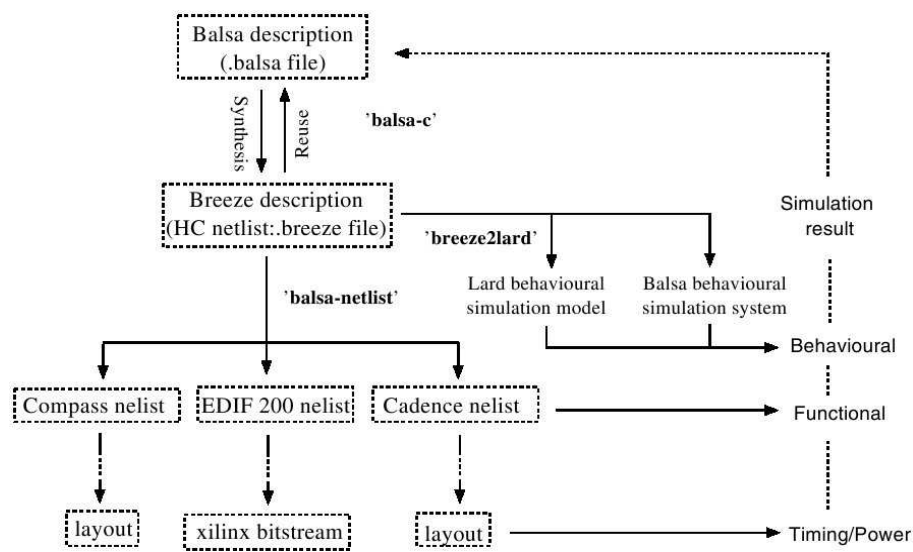 Balsa description
(.balsa file)
Synthesis
Reuse
'balsa-c'
Breeze description
(HC netlist:.breeze file)
Simulation
result
'breeze2lard'
'balsa-netlist'
Lard behavioural
simulation model
Balsa behavioural
simulation system
Behavioural
Compass nelist
EDIF 200 nelist
Cadence nelist
Functional
layout
xilinx bitstream
layout
Timing/Power